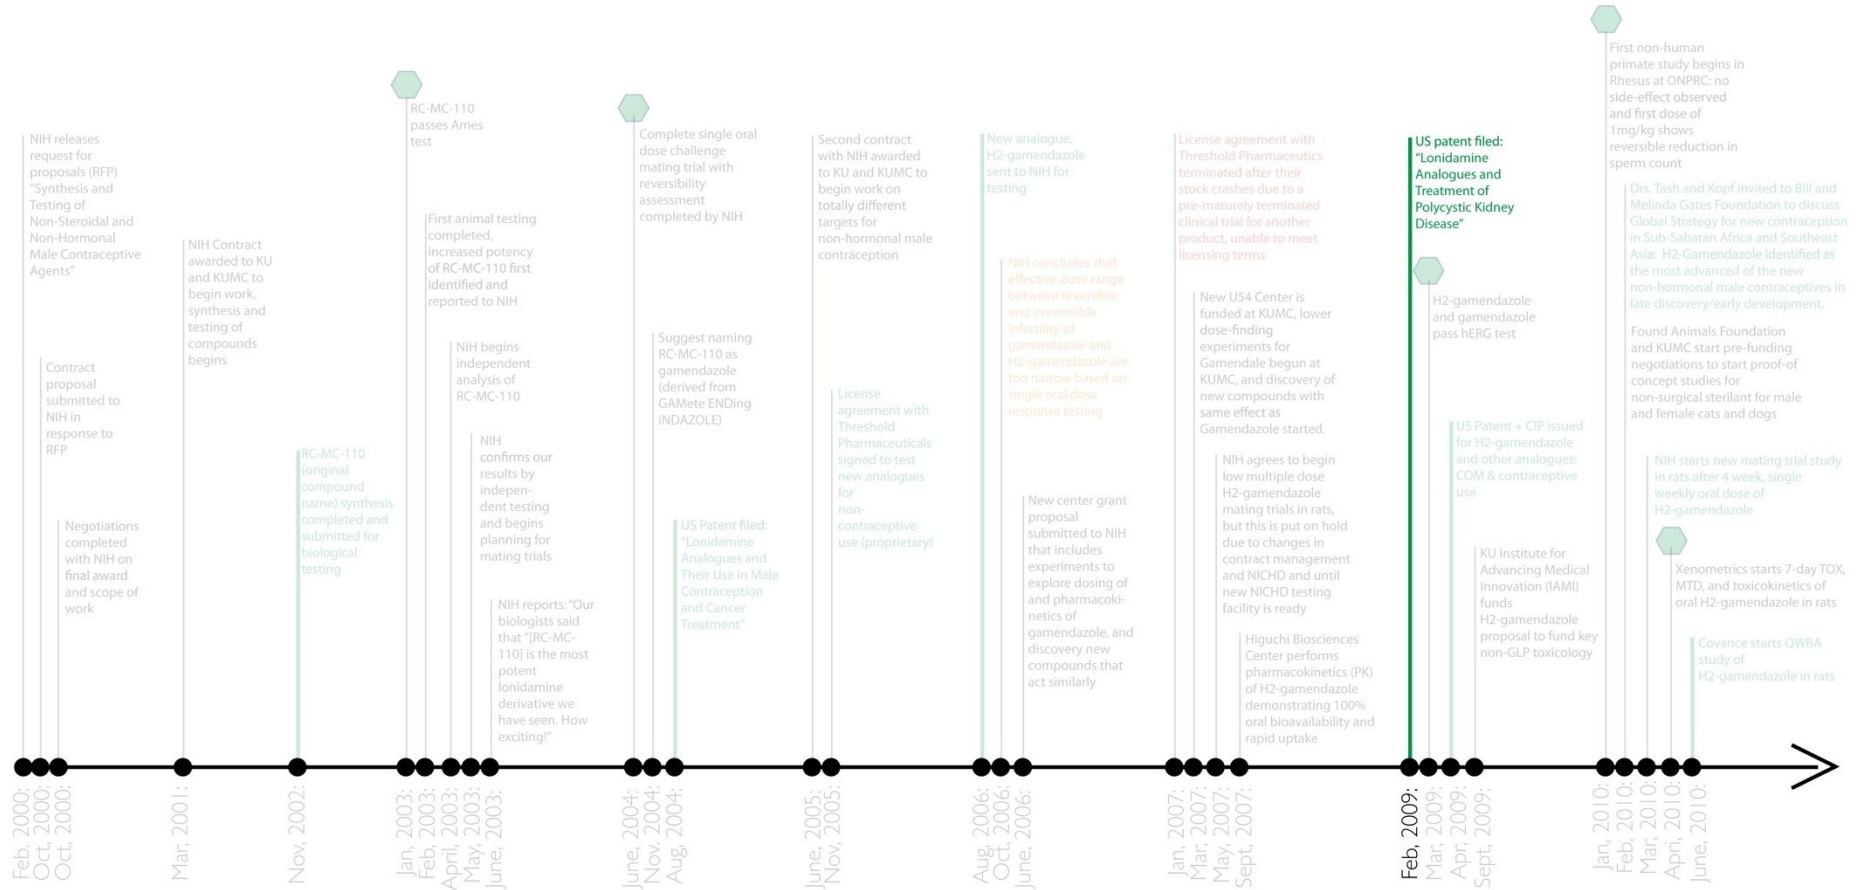 NIH releases
request for
proposals (RFP)
"Synthesis and
Testing of
Non-Steroidal and
Non-Hormonal
Male Contraceptive
Agents"
Contract
proposal
submitted to
NIH in
response to
RFP
Negotiations
completed
with NIH on
final award
and scope of
work
NIH Contract
awarded to KU
and KUMC to
begin work,
synthesis and
testing of
compounds
begins
RC-MC-110
(original
compound
name) synthesis
completed and
submitted for
biological
testing
RC-MC-110
passes Ames
test
First animal testing
completed,
increased potency
of RC-MC-110 first
identified and
reported to NIH
NIH begins
independent
analysis of
RC-MC-110
NIH
confirms our
results by
indepen-
dent testing
and begins
planning for
mating trials
NIH reports: "Our
biologists said
that "[RC-MC-
110] is the most
potent
lonidamine
derivative we
have seen. How
exciting!"
Complete single oral
dose challenge
mating trial with
reversibility
assessment
completed by NIH
Suggest naming
RC-MC-110 as
gamendazole
(derived from
GAMete ENDing
iNDAZOLE)
US Patent filed:
"Lonidamine
Analogues and
Their Use in Male
Contraception
and Cancer
Treatment"
Second contract
with NIH awarded
to KU and KUMC to
begin work on
totally different
targets for
non-hormonal male
contraception
License
agreement with
Threshold
Pharmaceuticals
signed to test
new analogues
for
non-
contraceptive
use (proprietary)
New analogue,
H2-gamendazole
sent to NIH for
testing
NIH concludes that
effective dose range
between reversible
and irreversible
infertility of
gamendazole and
H2-gamendazole are
too narrow based on
single oral dose
response testing
New center grant
proposal
submitted to NIH
that includes
experiments to
explore dosing of
and pharmacoki-
netics of
gamendazole, and
discovery new
compounds that
act similarly
License agreement with
Threshold Pharmaceutics
terminated after their
stock crashes due to a
pre-maturely terminated
clinical trial for another
product, unable to meet
licensing terms
New U54 Center is
funded at KUMC, lower
dose-finding
experiments for
Gamendale begun at
KUMC, and discovery of
new compounds with
same effect as
Gamendazole started.
NIH agrees to begin
low multiple dose
H2-gamendazole
mating trials in rats,
but this is put on hold
due to changes in
contract management
and NICHD and until
new NICHD testing
facility is ready
Higuchi Biosciences
Center performs
pharmacokinetics (PK)
of H2-gamendazole
demonstrating 100%
oral bioavailability and
rapid uptake
US patent filed:
"Lonidamine
Analogues and
Treatment of
Polycystic Kidney
Disease"
H2-gamendazole
and gamendazole
pass hERG test
US Patent + CIP issued
for H2-gamendazole
and other analogues:
COM & contraceptive
use
KU Institute for
Advancing Medical
Innovation (IAMI)
funds
H2-gamendazole
proposal to fund key
non-GLP toxicology
First non-human
primate study begins in
Rhesus at ONPRC: no
side-effect observed
and first dose of
1mg/kg shows
reversible reduction in
sperm count
Drs. Tash and Kopf invited to Bill and
Melinda Gates Foundation to discuss
Global Strategy for new contraception
in Sub-Saharan Africa and Southeast
Asia: H2-Gamendazole identified as
the most advanced of the new
non-hormonal male contraceptives in
late discovery/early development.
Found Animals Foundation
and KUMC start pre-funding
negotiations to start proof-of
concept studies for
non-surgical sterilant for male
and female cats and dogs
NIH starts new mating trial study
in rats after 4 week, single
weekly oral dose of
H2-gamendazole
Xenometrics starts 7-day TOX,
MTD, and toxicokinetics of
oral H2-gamendazole in rats
Covance starts QWBA
study of
H2-gamendazole in rats
Feb. 2000:
Oct, 2000:
Oct, 2000:
Mar, 2001:
Nov, 2002:
Jan, 2003:
Feb, 2003:
April, 2003:
May, 2003:
June, 2003:
June, 2004:
Nov. 2004:
Aug, 2004:
June, 2005:
Nov, 2005:
Aug, 2006:
Oct, 2006:
June, 2006:
Jan, 2007:
Mar, 2007:
May, 2007:
Sept, 2007:
Feb, 2009:
Mar, 2009:
Apr, 2009:
Sept, 2009:
Jan, 2010:
Feb, 2010:
Mar, 2010:
Apri, 2010:
June, 2010: